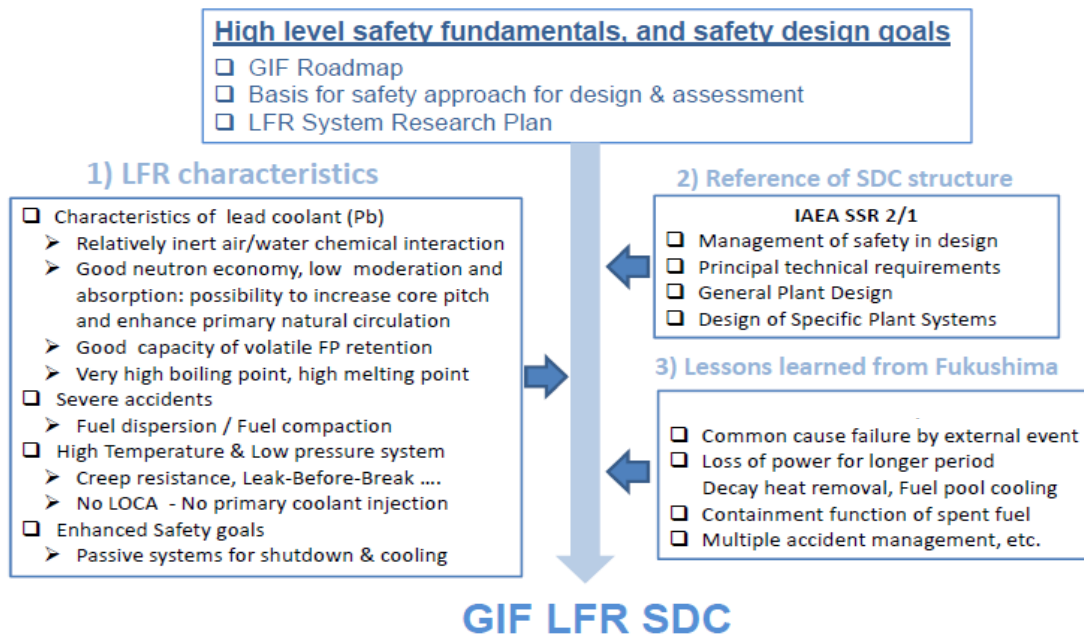 High level safety fundamentals, and safety design goals
❑ GIF Roadmap
❑ Basis for safety approach for design & assessment
❑ LFR System Research Plan
1) LFR characteristics
❑ Characteristics of lead coolant (Pb)
➢ Relatively inert air/water chemical interaction
➢ Good neutron economy, low moderation and
absorption: possibility to increase core pitch
and enhance primary natural circulation
➢ Good capacity of volatile FP retention
➢ Very high boiling point, high melting point
❑ Severe accidents
➢ Fuel dispersion / Fuel compaction
❑ High Temperature & Low pressure system
➢ Creep resistance, Leak-Before-Break ....
➢ No LOCA - No primary coolant injection
❑ Enhanced Safety goals
➢ Passive systems for shutdown & cooling
2) Reference of SDC structure
IAEA SSR 2/1
❑ Management of safety in design
❑ Principal technical requirements
❑ General Plant Design
❑ Design of Specific Plant Systems
3) Lessons learned from Fukushima
❑ Common cause failure by external event
❑ Loss of power for longer period
Decay heat removal, Fuel pool cooling
❑ Containment function of spent fuel
❑ Multiple accident management, etc.
GIF LFR SDC